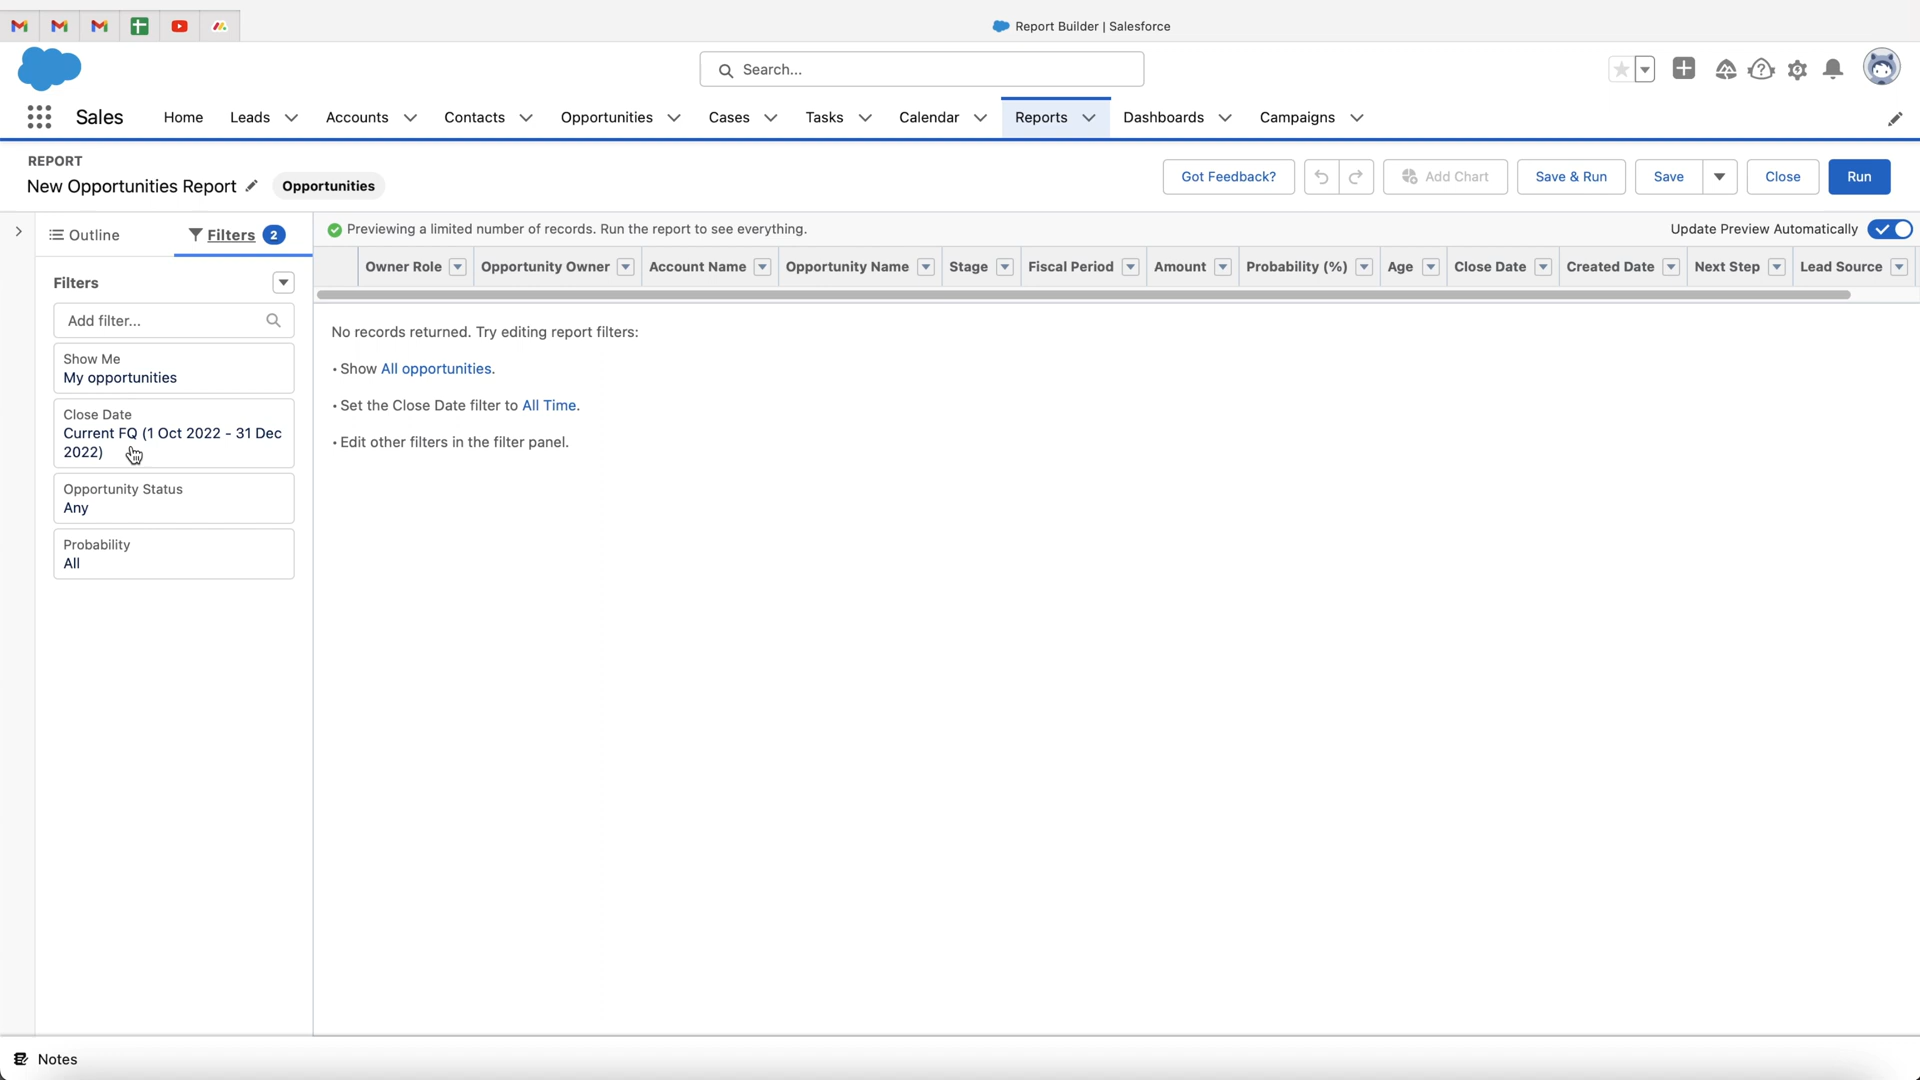 Report Builder | Salesforce
Search...
Sales
Home
Leads
Accounts
Contacts
Opportunities
Cases
Tasks
Calendar
Reports
Dashboards
Campaigns
REPORT
New Opportunities Report
Opportunities
Got Feedback?
Add Chart
Save & Run
Save
Close
Run
Outline
Filters
2
Previewing a limited number of records. Run the report to see everything.
Update Preview Automatically
Owner Role
Opportunity Owner
Account Name
Opportunity Name
Stage
Fiscal Period
Amount
Probability (%)
Age
Close Date
Created Date
Next Step
Lead Source
Filters
Add filter...
Show Me
My opportunities
Close Date
Current FQ (1 Oct 2022 - 31 Dec
2022)
Opportunity Status
Any
Probability
All
No records returned. Try editing report filters:
• Show All opportunities.
• Set the Close Date filter to All Time.
• Edit other filters in the filter panel.
Notes